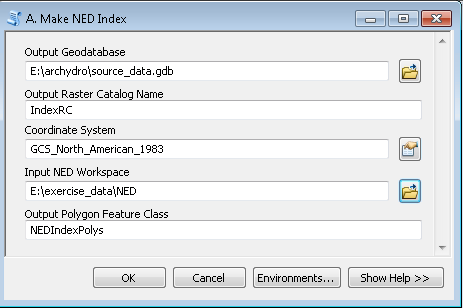 A. Make NED Index
Output Geodatabase
E:\archydro\source_data.gdb
Output Raster Catalog Name
IndexRC
Coordinate System
GCS_North_American_1983
Input NED Workspace
E:\exercise_data\NED
Output Polygon Feature Class
NEDIndexPolys
OK
Cancel
Environments...
Show Help >>